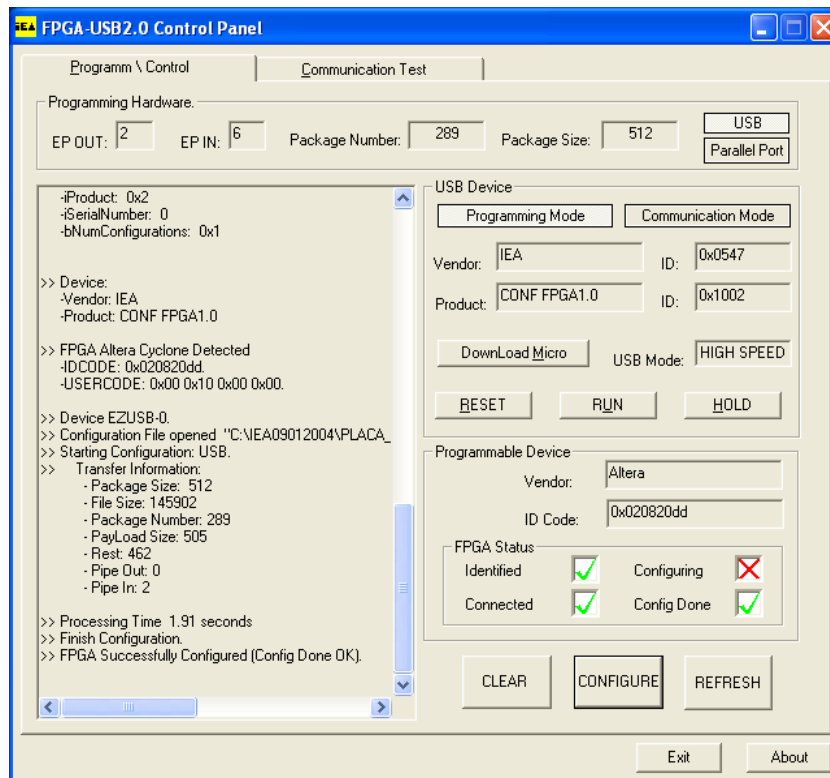 iEA FPGA-USB2.0 Control Panel
Programm \ Control
Communication Test
Programming Hardware.
EP OUT: 2 EP IN: 6 Package Number: 289 Package Size: 512
USB
Parallel Port
-iProduct: 0x2
-iSerialNumber: 0
-bNumConfigurations: 0x1
>> Device:
-Vendor: IEA
-Product: CONF FPGA1.0
>> FPGA Altera Cyclone Detected
-IDCODE: 0x020820dd.
-USERCODE: 0x00 0x10 0x00 0x00.
>> Device EZUSB-0.
>> Configuration File opened "C:\IEA09012004\PLACA_
>> Starting Configuration: USB.
>> Transfer Information:
- Package Size: 512
- File Size: 145902
- Package Number: 289
- PayLoad Size: 505
- Rest: 462
- Pipe Out: 0
- Pipe In: 2
>> Processing Time 1.91 seconds
>> Finish Configuration.
>> FPGA Successfully Configured (Config Done OK).
USB Device
Programming Mode Communication Mode
Vendor: IEA ID: 0x0547
Product: CONF FPGA1.0 ID: 0x1002
DownLoad Micro USB Mode: HIGH SPEED
RESET RUN HOLD
Programmable Device
Vendor: Altera
ID Code: 0x020820dd
FPGA Status
Identified Configuring
Connected Config Done
CLEAR CONFIGURE REFRESH
Exit About